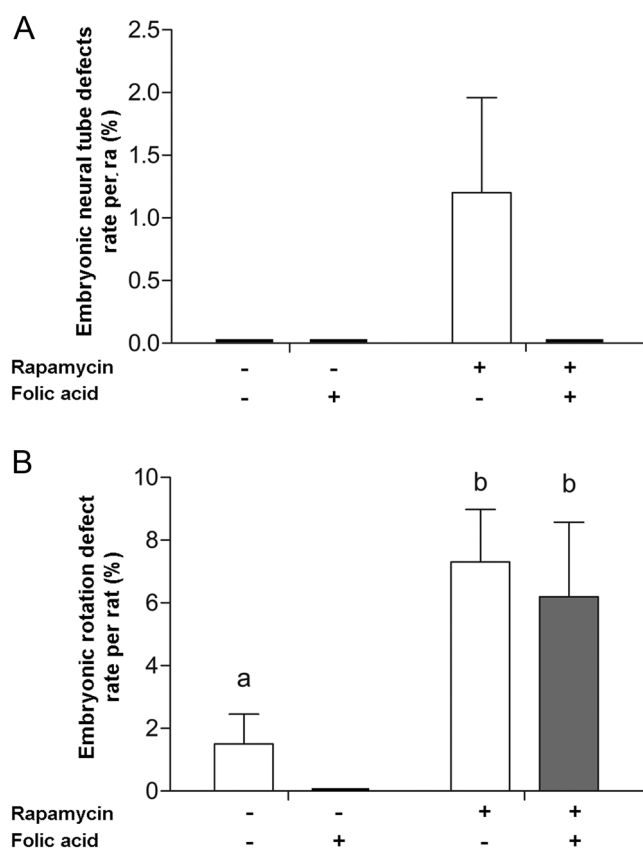 A
Embryonic neural tube defects
rate per ra (%)
2.5
2.0
1.5
1.0
0.5
0.0
Rapamycin - - + +
Folic acid - + - +
B
Embryonic rotation defect
rate per rat (%)
10
8
6
4
2
0
a
b b
Rapamycin - - + +
Folic acid - + - +